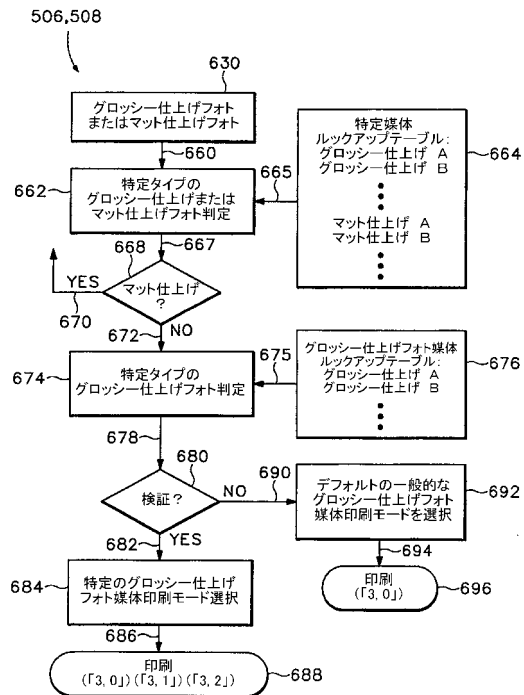 506,508
630
グロッシー仕上げフォト
またはマット仕上げフォト
660
662
特定タイプの
グロッシー仕上げまたは
マット仕上げフォト判定
665
特定媒体
ルックアップテーブル:
グロッシー仕上げ A
グロッシー仕上げ B
マット仕上げ A
マット仕上げ B
664
667
668
マット仕上げ
?
YES
670
672
NO
674
特定タイプの
グロッシー仕上げフォト判定
675
グロッシー仕上げフォト媒体
ルックアップテーブル:
グロッシー仕上げ A
グロッシー仕上げ B
676
678
680
検証?
NO
690
デフォルトの一般的な
グロッシー仕上げフォト
媒体印刷モードを選択
692
682
YES
694
684
特定のグロッシー仕上げ
フォト媒体印刷モード選択
印刷
(「3,0」)
696
686
印刷
(「3,0」)(「3,1」)(「3,2」)
688